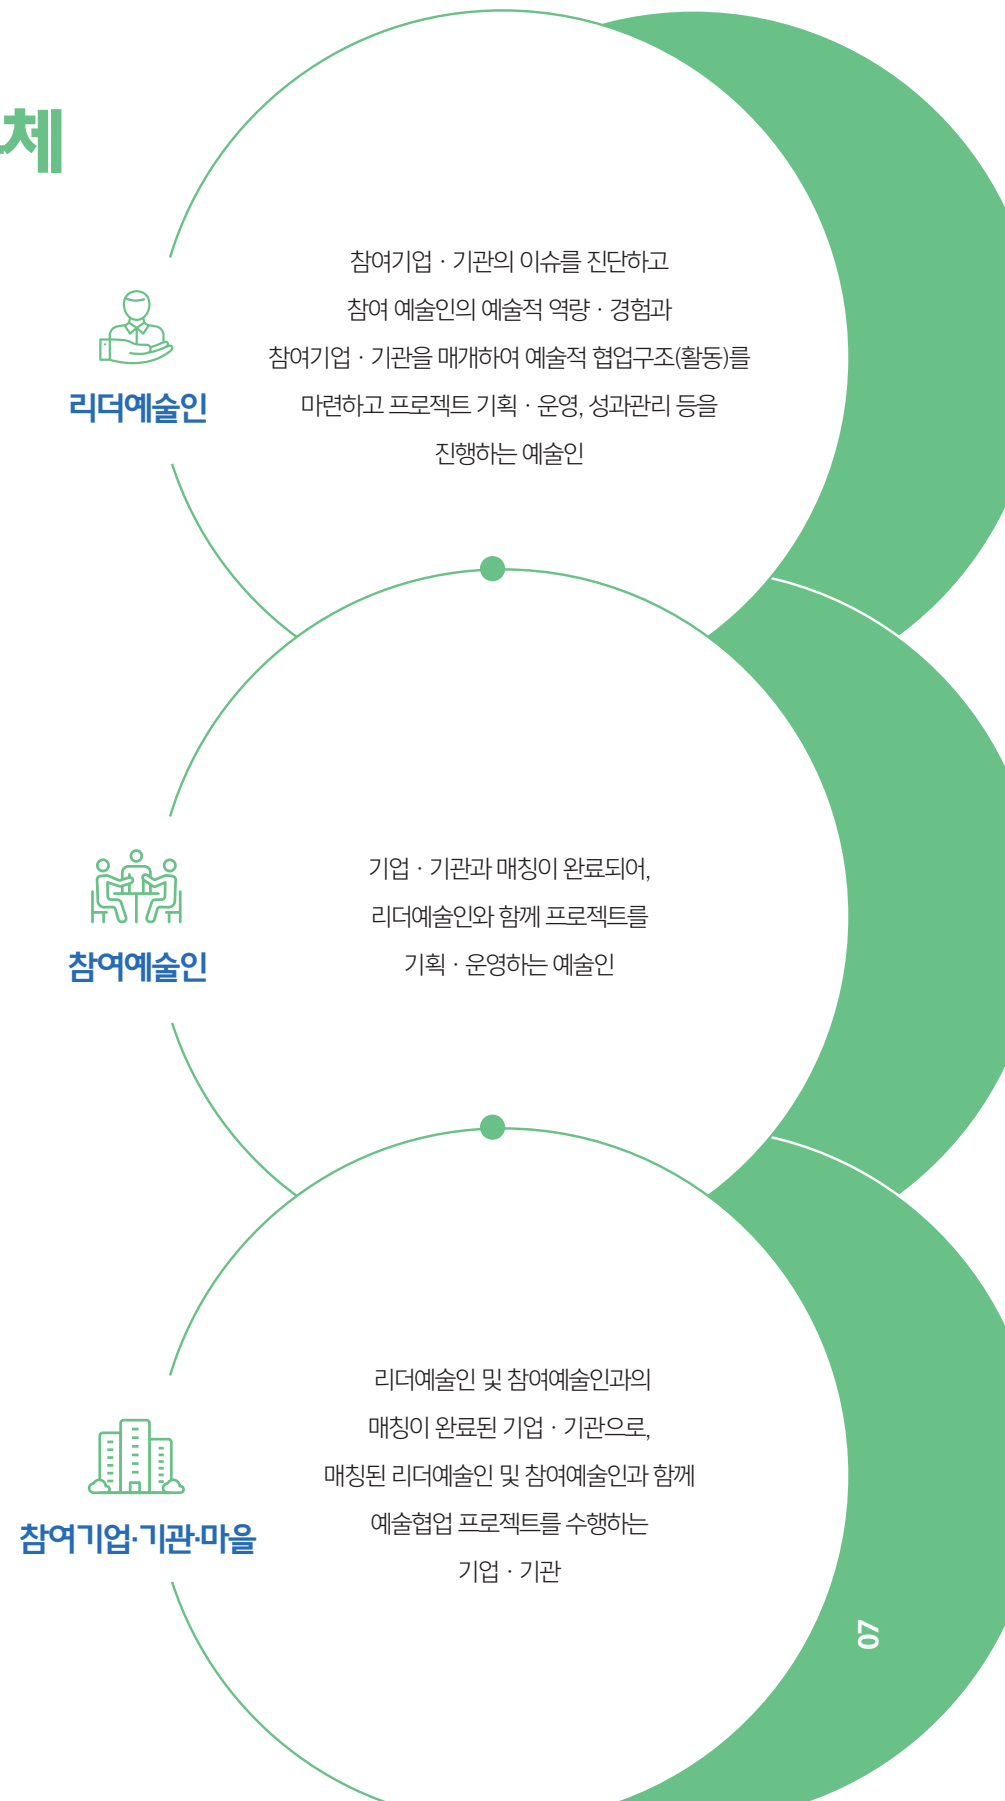 체
참여기업 · 기관의 이슈를 진단하고
참여 예술인의 예술적 역량 · 경험과
참여기업 · 기관을 매개하여 예술적 협업구조(활동)를
마련하고 프로젝트 기획 · 운영, 성과관리 등을
진행하는 예술인
리더예술인
기업 · 기관과 매칭이 완료되어,
리더예술인와 함께 프로젝트를
기획 · 운영하는 예술인
참여예술인
리더예술인 및 참여예술인과의
매칭이 완료된 기업 · 기관으로,
매칭된 리더예술인 및 참여예술인과 함께
예술협업 프로젝트를 수행하는
기업 · 기관
참여기업·기관·마을
07